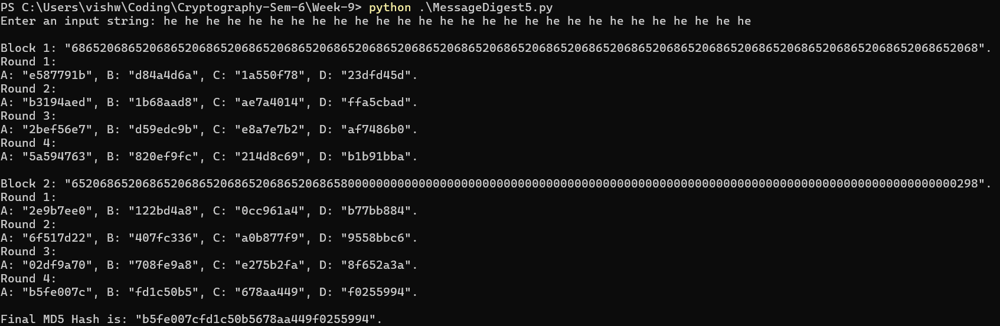 PS C:\Users\vishw\Coding\Cryptography-Sem-6\Week-9> python .\MessageDigest5.py
Enter an input string: he he he he he he he he he he he he he he he he he he he he he he he he he he he he
Block 1: "68652068652068652068652068652068652068652068652068652068652068652068652068652068652068652068652068652068652068652068652068652068".
Round 1:
A: "e587791b", B: "d84a4d6a", C: "1a550f78", D: "23dfd45d".
Round 2:
A: "b3194aed", B: "1b68aad8", C: "ae7a4014", D: "ffa5cbad".
Round 3:
A: "2bef56e7", B: "d59edc9b", C: "e8a7e7b2", D: "af7486b0".
Round 4:
A: "5a594763", B: "820ef9fc", C: "214d8c69", D: "b1b91bba".
Block 2: "65206865206865206865206865206865206865800000000000000000000000000000000000000000000000000000000000000000000000000000000000000298".
Round 1:
A: "2e9b7ee0", B: "122bd4a8", C: "0cc961a4", D: "b77bb884".
Round 2:
A: "6f517d22", B: "407fc336", C: "a0b877f9", D: "9558bbc6".
Round 3:
A: "02df9a70", B: "708fe9a8", C: "e275b2fa", D: "8f652a3a".
Round 4:
A: "b5fe007c", B: "fd1c50b5", C: "678aa449", D: "f0255994".
Final MD5 Hash is: "b5fe007cfd1c50b5678aa449f0255994".